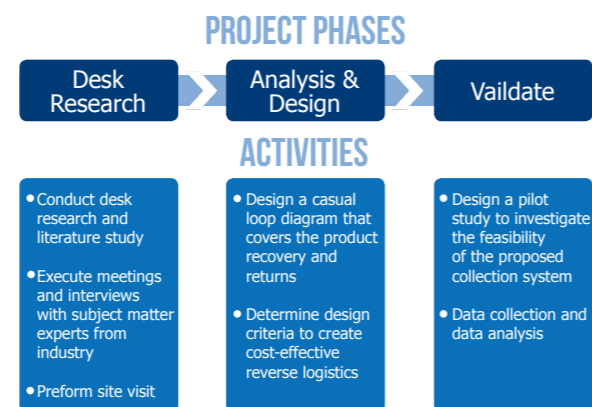 PROJECT PHASES
Desk
Research
Analysis &
Design
Vaildate
ACTIVITIES
•Conduct desk
research and
literature study
•Execute meetings
and interviews
with subject matter
experts from
industry
•Preform site visit
• Design a casual
loop diagram that
covers the product
recovery and
returns
• Determine design
criteria to create
cost-effective
reverse logistics
• Design a pilot
study to investigate
the feasibility
of the proposed
collection system
• Data collection and
data analysis